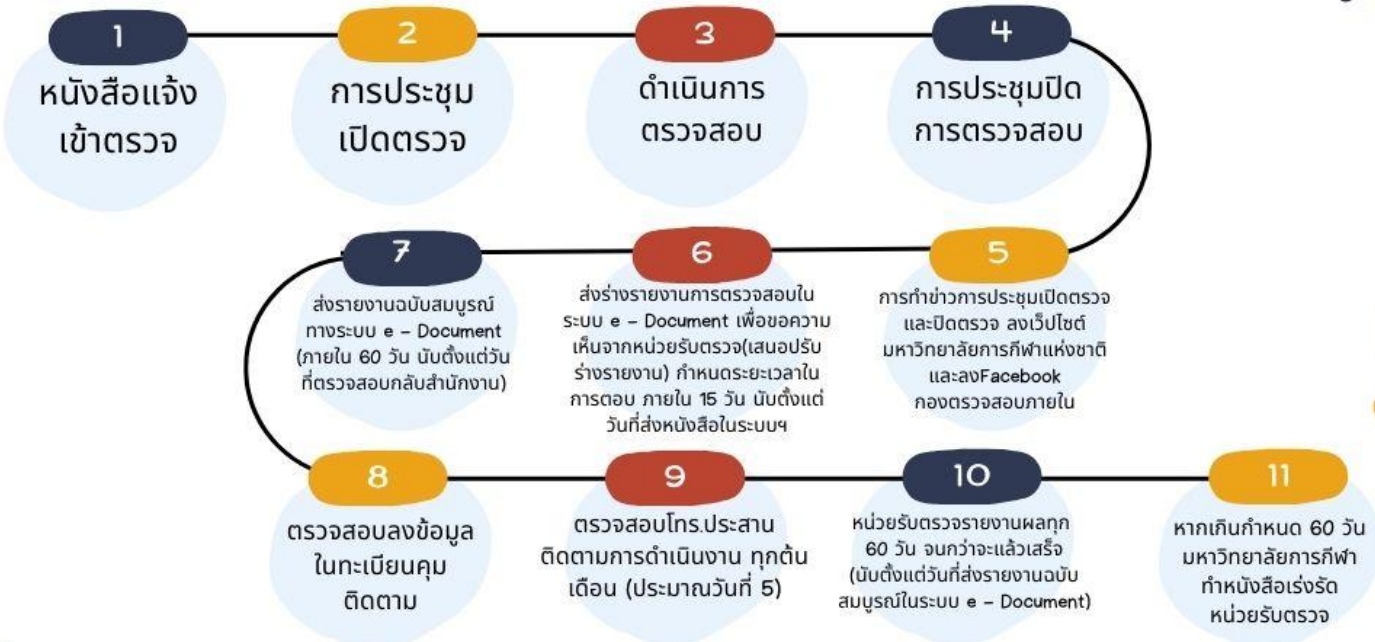 1
หนังสือแจ้ง
เข้าตรวจ
2
การประชุม
เปิดตรวจ
3
ดำเนินการ
ตรวจสอบ
4
การประชุมปิด
การตรวจสอบ
5
การทำข่าวการประชุมเปิดตรวจ
และปิดตรวจ ลงเว็ปไซต์
มหาวิทยาลัยการกีฬาแห่งชาติ
และลงFacebook
กองตรวจสอบภายใน
6
ส่งร่างรายงานการตรวจสอบใน
ระบบ e - Document เพื่อขอความ
เห็นจากหน่วยรับตรวจ(เสนอปรับ
ร่างรายงาน) กำหนดระยะเวลาใน
การตอบ ภายใน 15 วัน นับตั้งแต่
วันที่ส่งหนังสือในระบบฯ
7
ส่งรายงานฉบับสมบูรณ์
ทางระบบ e - Document
(ภายใน 60 วัน นับตั้งแต่วัน
ที่ตรวจสอบกลับสำนักงาน)
8
ตรวจสอบลงข้อมูล
ในทะเบียนคุม
ติดตาม
9
ตรวจสอบโทร.ประสาน
ติดตามการดำเนินงาน ทุกต้น
เดือน (ประมาณวันที่ 5)
10
หน่วยรับตรวจรายงานผลทุก
60 วัน จนกว่าจะแล้วเสร็จ
(นับตั้งแต่วันที่ส่งรายงานฉบับ
สมบูรณ์ในระบบ e - Document)
11
หากเกินกำหนด 60 วัน
มหาวิทยาลัยการกีฬา
ทำหนังสือเร่งรัด
หน่วยรับตรวจ